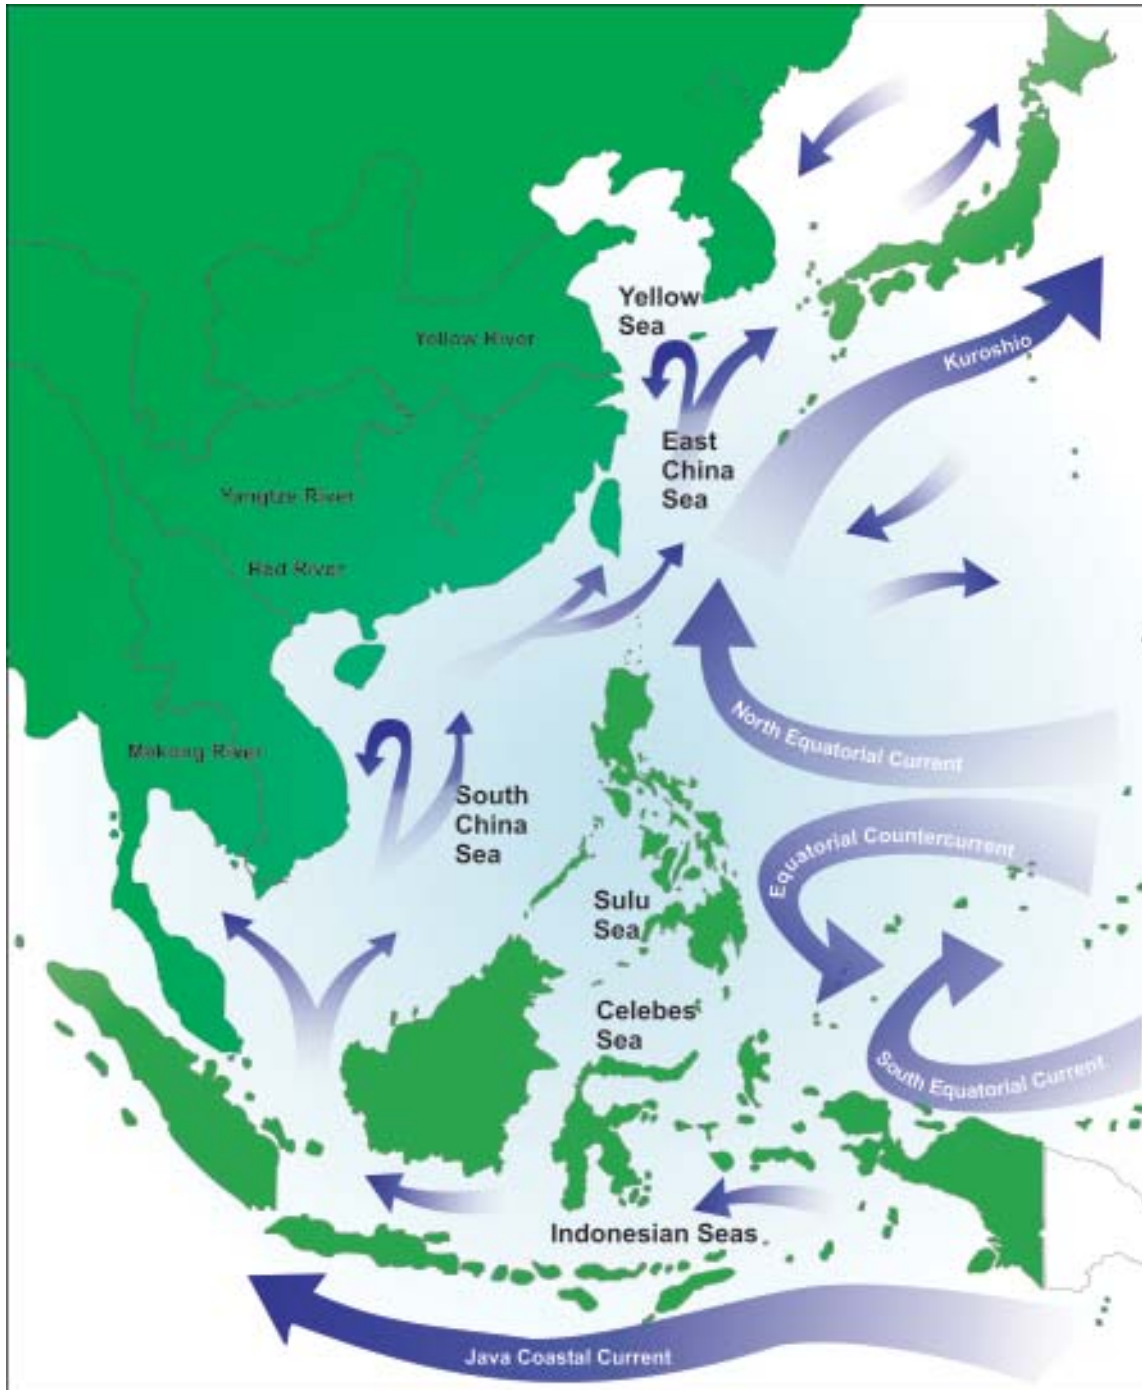 Yellow
Sea
Yellow River
Kuroshio
East
China
Sea
Yangtze River
Red River
North Equatorial Current
Mekong River
South
China
Sea
Equatorial Countercurrent
Sulu
Sea
Celebes
Sea
South Equatorial Current
Indonesian Seas
Java Coastal Current